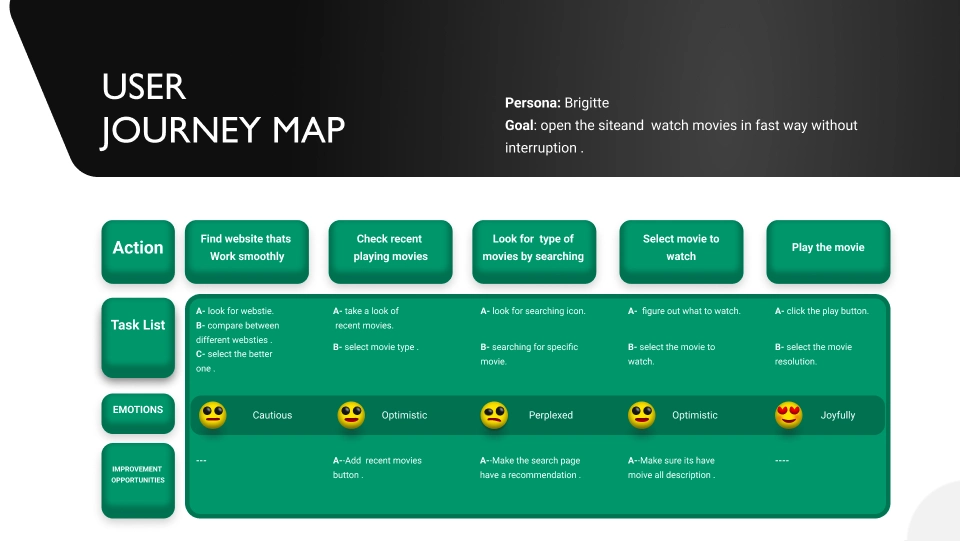 USER
JOURNEY MAP
Persona: Brigitte
Goal: open the siteand  watch movies in fast way without
interruption .
Action
Find website thats
Work smoothly
Check recent
playing movies
Look for  type of
movies by searching
Select movie to
watch
Play the movie
Task List
A- look for webstie.
B- compare between
different websties .
C- select the better
one .
A- take a look of
recent movies.
B- select movie type .
A- look for searching icon.
B- searching for specific
movie.
A-  figure out what to watch.
B- select the movie to
watch.
A- click the play button.
B- select the movie
resolution.
EMOTIONS
Cautious
Optimistic
Perplexed
Optimistic
Joyfully
IMPROVEMENT
OPPORTUNITIES
---
A--Add  recent movies
button .
A--Make the search page
have a recommendation .
A--Make sure its have
moive all description .
----